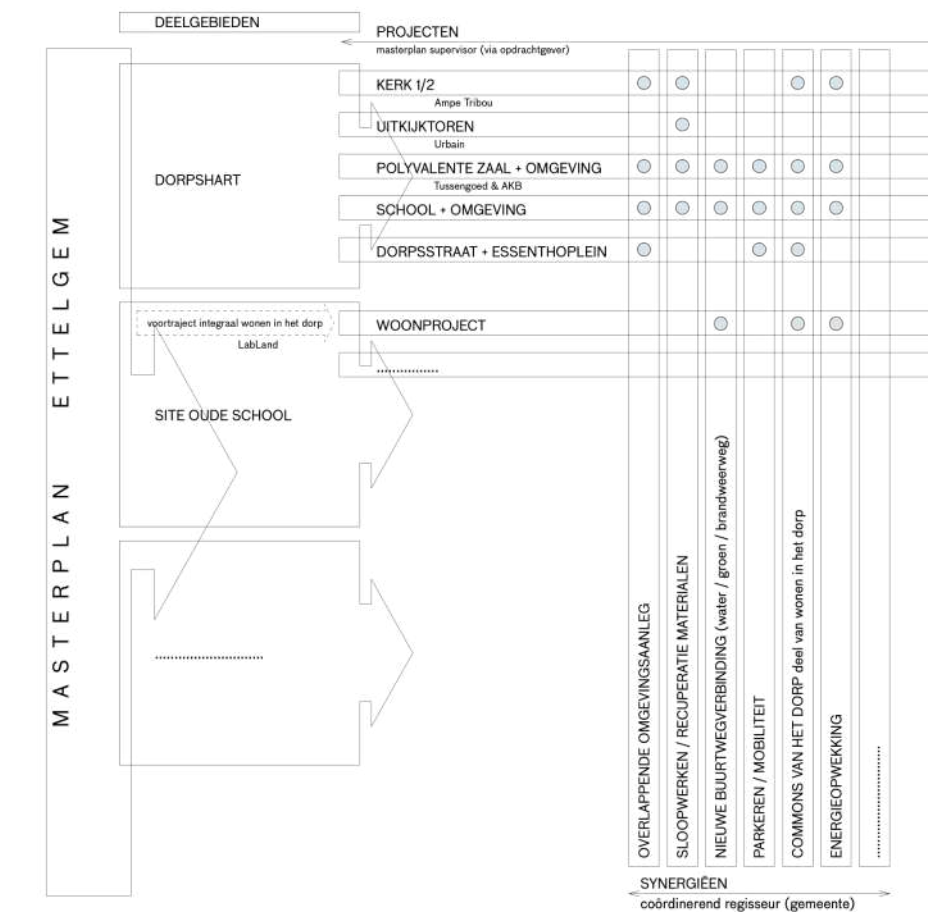 DEELGEBIEDEN
PROJECTEN
masterplan supervisor (via opdrachtgever)
MASTERPLAN ETTELGEM
DORPSHART
KERK 1/2
Ampe Tribou
UITKIJKTOREN
Urbain
POLYVALENTE ZAAL + OMGEVING
Tussengoed & AKB
SCHOOL + OMGEVING
DORPSSTRAAT + ESSENTHOPLEIN
voortraject integraal wonen in het dorp
LabLand
WOONPROJECT
SITE OUDE SCHOOL
OVERLAPPENDE OMGEVINGSAANLEG
SLOOPWERKEN / RECUPERATIE MATERIALEN
NIEUWE BUURTWEGVERBINDING (water / groen / brandweerweg)
PARKEREN / MOBILITEIT
COMMONS VAN HET DORP deel van wonen in het dorp
ENERGIEOPWEKKING
SYNERGIËEN
coördinerend regisseur (gemeente)